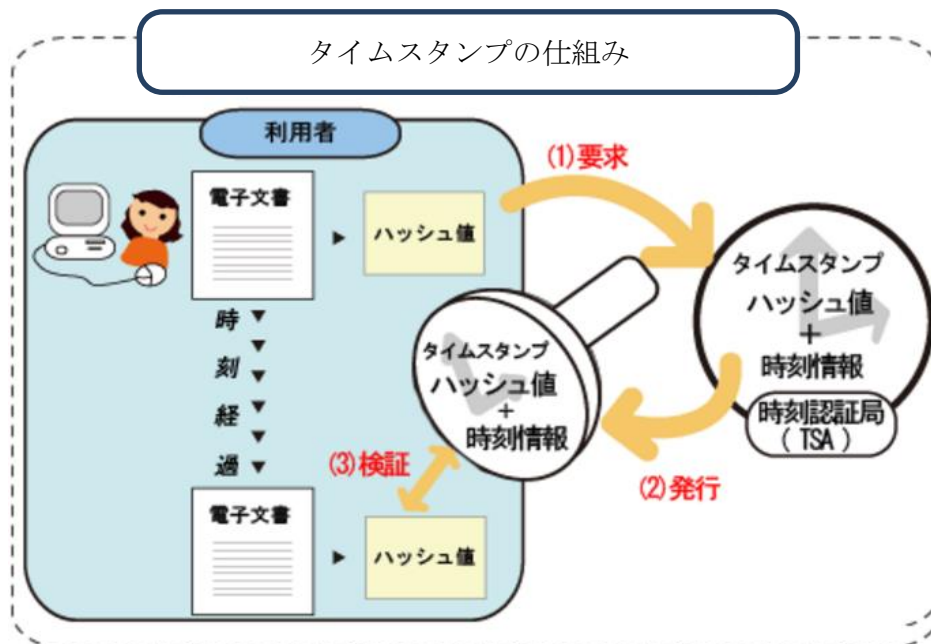 タイムスタンプの仕組み
利用者
(1)要求
電子文書
ハッシュ値
タイムスタンプ
ハッシュ値
+
時刻情報
時刻認証局
(TSA)
時
刻
経
過
タイムスタンプ
ハッシュ値
+
時刻情報
(2)発行
(3)検証
電子文書
ハッシュ値